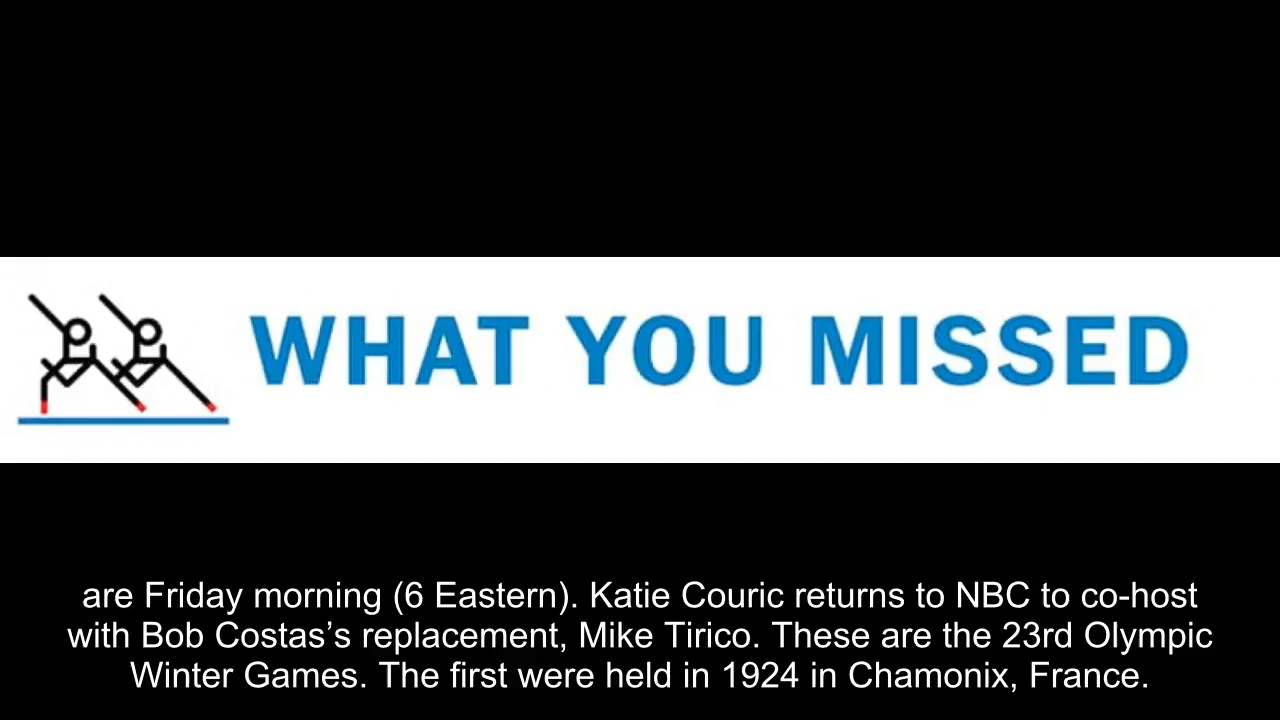 WHAT YOU MISSED
are Friday morning (6 Eastern). Katie Couric returns to NBC to co-host
with Bob Costas’s replacement, Mike Tirico. These are the 23rd Olympic
Winter Games. The first were held in 1924 in Chamonix, France.